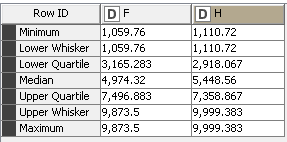 Row ID D F D H
Minimum 1,059.76 1,110.72
Lower Whisker 1,059.76 1,110.72
Lower Quartile 3,165.283 2,918.067
Median 4,974.32 5,448.56
Upper Quartile 7,496.883 7,358.867
Upper Whisker 9,873.5 9,999.383
Maximum 9,873.5 9,999.383